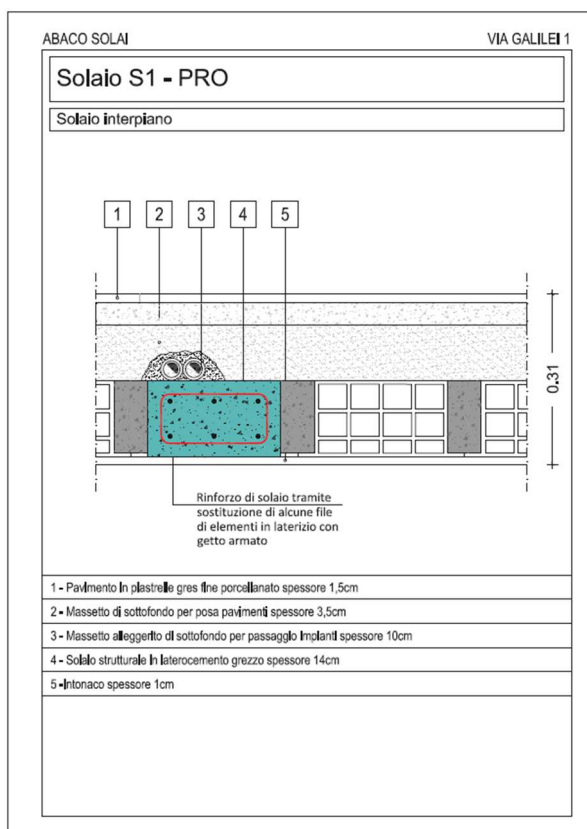 ABACO SOLAI
VIA GALILEI 1
Solaio S1 - PRO
Solaio interpiano
1
2
3
4
5
0.31
Rinforzo di solaio tramite
sostituzione di alcune file
di elementi in laterizio con
getto armato
1 - Pavimento in piastrelle gres fine porcellanato spessore 1,5cm
2 - Massetto di sottofondo per posa pavimenti spessore 3,5cm
3 - Massetto alleggerito di sottofondo per passaggio impianti spessore 10cm
4 - Solaio strutturale in laterocemento grezzo spessore 14cm
5 -Intonaco spessore 1cm